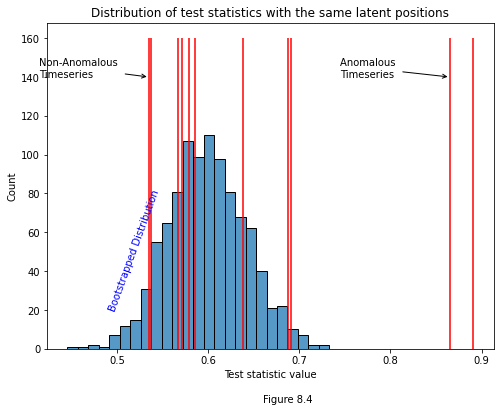 Distribution of test statistics with the same latent positions
160
140
120
100
80
60
40
20
0
Count
Non-Anomalous
Timeseries
Anomalous
Timeseries
Bootstrapped Distribution
0.5
0.6
0.7
0.8
0.9
Test statistic value
Figure 8.4